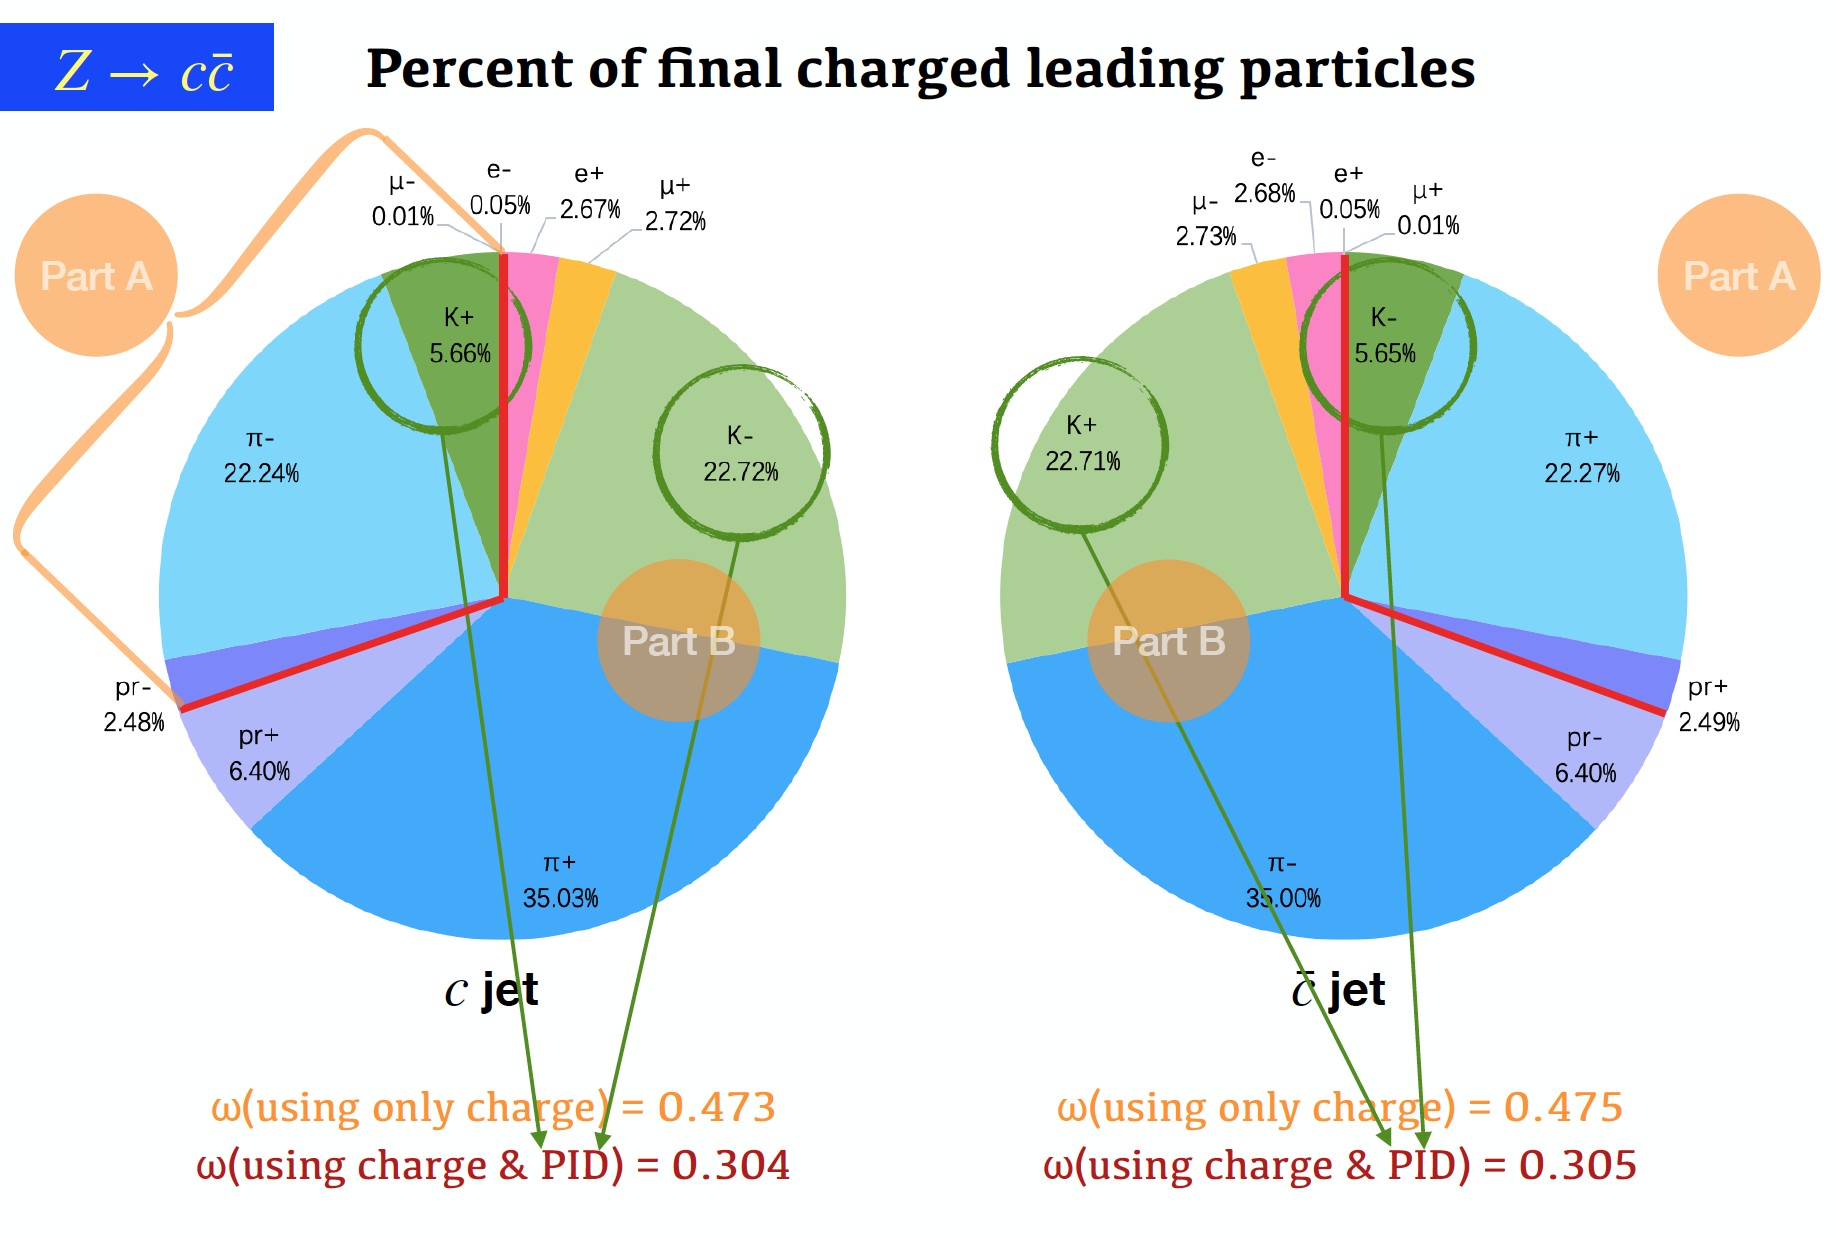 Z → cc̄
Percent of final charged leading particles
Part A
μ-
0.01%
e-
0.05%
e+
2.67%
μ+
2.72%
K+
5.66%
K-
22.72%
π-
22.24%
Part B
pr-
2.48%
pr+
6.40%
π+
35.03%
c jet
ω(using only charge) = 0.473
ω(using charge & PID) = 0.304
μ-
2.73%
e-
2.68%
e+
0.05%
μ+
0.01%
Part A
K-
5.65%
K+
22.71%
π+
22.27%
Part B
pr+
2.49%
pr-
6.40%
π-
35.00%
c̄ jet
ω(using only charge) = 0.475
ω(using charge & PID) = 0.305